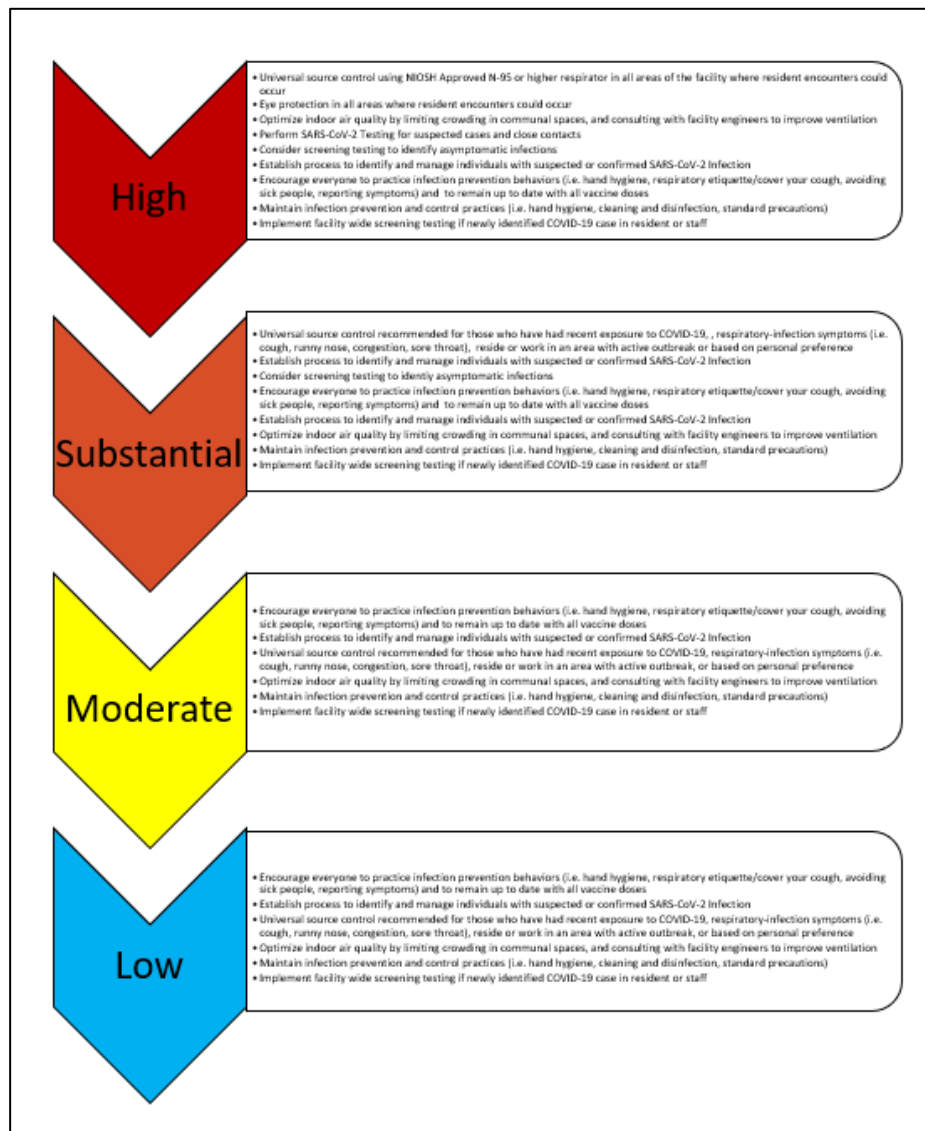 High
• Universal source control using NIOSH Approved N-95 or higher respirator in all areas of the facility where resident encounters could
occur
• Eye protection in all areas where resident encounters could occur
• Optimize indoor air quality by limiting crowding in communal spaces, and consulting with facility engineers to improve ventilation
• Perform SARS-CoV-2 Testing for suspected cases and close contacts
• Consider screening testing to identify asymptomatic infections
• Establish process to identify and manage individuals with suspected or confirmed SARS-CoV-2 Infection
• Encourage everyone to practice infection prevention behaviors (i.e. hand hygiene, respiratory etiquette/cover your cough, avoiding
sick people, reporting symptoms) and to remain up to date with all vaccine doses
• Maintain infection prevention and control practices (i.e. hand hygiene, cleaning and disinfection, standard precautions)
• Implement facility wide screening testing if newly identified COVID-19 case in resident or staff
Substantial
• Universal source control recommended for those who have had recent exposure to COVID-19, , respiratory-infection symptoms (i.e.
cough, runny nose, congestion, sore throat), reside or work in an area with active outbreak or based on personal preference
• Establish process to identify and manage individuals with suspected or confirmed SARS-CoV-2 Infection
• Consider screening testing to identiy asymptomatic infections
• Encourage everyone to practice infection prevention behaviors (i.e. hand hygiene, respiratory etiquette/cover your cough, avoiding
sick people, reporting symptoms) and to remain up to date with all vaccine doses
• Establish process to identify and manage individuals with suspected or confirmed SARS-CoV-2 Infection
• Optimize indoor air quality by limiting crowding in communal spaces, and consulting with facility engineers to improve ventilation
• Maintain infection prevention and control practices (i.e. hand hygiene, cleaning and disinfection, standard precautions)
• Implement facility wide screening testing if newly identified COVID-19 case in resident or staff
Moderate
• Encourage everyone to practice infection prevention behaviors (i.e. hand hygiene, respiratory etiquette/cover your cough, avoiding
sick people, reporting symptoms) and to remain up to date with all vaccine doses
• Establish process to identify and manage individuals with suspected or confirmed SARS-CoV-2 Infection
• Universal source control recommended for those who have had recent exposure to COVID-19, respiratory-infection symptoms (i.e.
cough, runny nose, congestion, sore throat), reside or work in an area with active outbreak, or based on personal preference
• Optimize indoor air quality by limiting crowding in communal spaces, and consulting with facility engineers to improve ventilation
• Maintain infection prevention and control practices (i.e. hand hygiene, cleaning and disinfection, standard precautions)
• Implement facility wide screening testing if newly identified COVID-19 case in resident or staff
Low
• Encourage everyone to practice infection prevention behaviors (i.e. hand hygiene, respiratory etiquette/cover your cough, avoiding
sick people, reporting symptoms) and to remain up to date with all vaccine doses
• Establish process to identify and manage individuals with suspected or confirmed SARS-CoV-2 Infection
• Universal source control recommended for those who have had recent exposure to COVID-19, respiratory-infection symptoms (i.e.
cough, runny nose, congestion, sore throat), reside or work in an area with active outbreak, or based on personal preference
• Optimize indoor air quality by limiting crowding in communal spaces, and consulting with facility engineers to improve ventilation
• Maintain infection prevention and control practices (i.e. hand hygiene, cleaning and disinfection, standard precautions)
• Implement facility wide screening testing if newly identified COVID-19 case in resident or staff